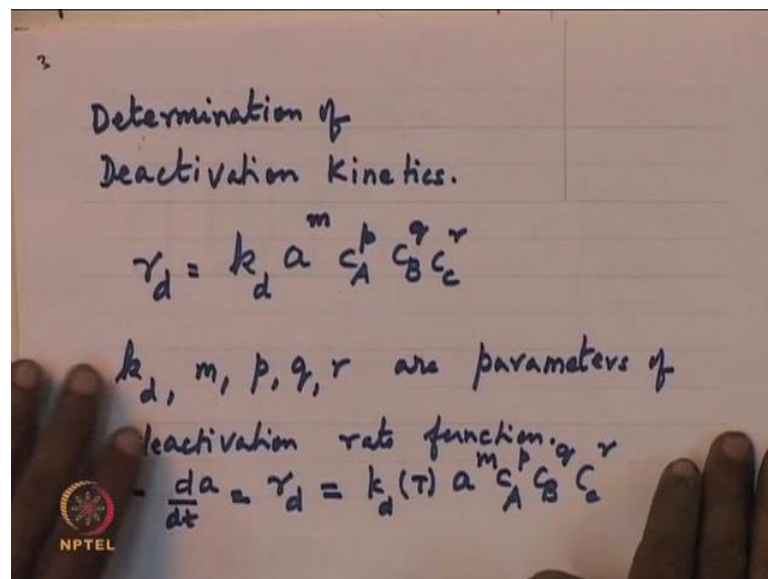 3
Determination of
Deactivation Kinetics.
r_d = k_d a^m C_A^p C_B^q C_C^r
k_d, m, p, q, r are parameters of
deactivation rate function.
- da/dt = r_d = k_d (T) a^m C_A^p C_B^q C_C^r
NPTEL